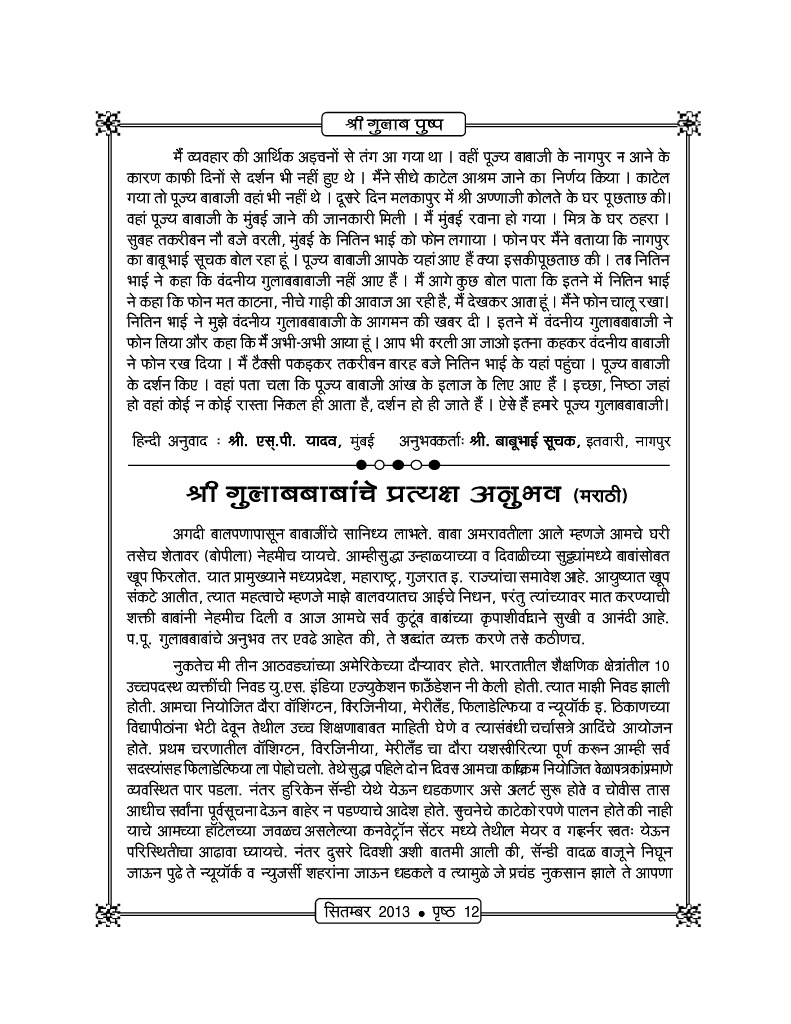 श्री गुलाब पुष्प
मैं व्यवहार की आर्थिक अड़चनों से तंग आ गया था । वहीं पूज्य बाबाजी के नागपुर न आने के
कारण काफी दिनों से दर्शन भी नहीं हुए थे । मैंने सीधे काटेल आश्रम जाने का निर्णय किया । काटेल
गया तो पूज्य बाबाजी वहां भी नहीं थे । दूसरे दिन मलकापुर में श्री अण्णाजी कोलते के घर पूछताछ की।
वहां पूज्य बाबाजी के मुंबई जाने की जानकारी मिली । मैं मुंबई रवाना हो गया । मित्र के घर ठहरा ।
सुबह तकरीबन नौ बजे वरली, मुंबई के नितिन भाई को फोन लगाया । फोन पर मैंने बताया कि नागपुर
का बाबूभाई सूचक बोल रहा हूं । पूज्य बाबाजी आपके यहां आए हैं क्या इसकी पूछताछ की । तब नितिन
भाई ने कहा कि वंदनीय गुलाबबाबाजी नहीं आए हैं । मैं आगे कुछ बोल पाता कि इतने में नितिन भाई
ने कहा कि फोन मत काटना, नीचे गाड़ी की आवाज आ रही है, मैं देखकर आता हूं । मैंने फोन चालू रखा।
नितिन भाई ने मुझे वंदनीय गुलाबबाबाजी के आगमन की खबर दी । इतने में वंदनीय गुलाबबाबाजी ने
फोन लिया और कहा कि मैं अभी-अभी आया हूं । आप भी वरली आ जाओ इतना कहकर वंदनीय बाबाजी
ने फोन रख दिया । मैं टैक्सी पकड़कर तकरीबन बारह बजे नितिन भाई के यहां पहुंचा । पूज्य बाबाजी
के दर्शन किए । वहां पता चला कि पूज्य बाबाजी आंख के इलाज के लिए आए हैं । इच्छा, निष्ठा जहां
हो वहां कोई न कोई रास्ता निकल ही आता है, दर्शन हो ही जाते हैं । ऐसे हैं हमारे पूज्य गुलाबबाबाजी।
हिन्दी अनुवाद : श्री. एस्.पी. यादव, मुंबई अनुभवकर्ताः श्री. बाबूभाई सूचक, इतवारी, नागपुर
श्री गुलाबबाबांचे प्रत्यक्ष अनुभव (मराठी)
अगदी बालपणापासून बाबाजींचे सानिध्य लाभले. बाबा अमरावतीला आले म्हणजे आमचे घरी
तसेच शेतावर (बोपीला) नेहमीच यायचे. आम्हीसुद्धा उन्हाळ्याच्या व दिवाळीच्या सुट्यांमध्ये बाबांसोबत
खूप फिरलोत. यात प्रामुख्याने मध्यप्रदेश, महाराष्ट्र, गुजरात इ. राज्यांचा समावेश आहे. आयुष्यात खूप
संकटे आलीत, त्यात महत्वाचे म्हणजे माझे बालवयातच आईचे निधन, परंतु त्यांच्यावर मात करण्याची
शक्ती बाबांनी नेहमीच दिली व आज आमचे सर्व कुटूंब बाबांच्या कृपाशीर्वादाने सुखी व आनंदी आहे.
प.पू. गुलाबबाबांचे अनुभव तर एवढे आहेत की, ते शब्दांत व्यक्त करणे तसे कठीणच.
नुकतेच मी तीन आठवड्यांच्या अमेरिकेच्या दौऱ्यावर होते. भारतातील शैक्षणिक क्षेत्रांतील 10
उच्चपदस्थ व्यक्तींची निवड यु.एस. इंडिया एज्युकेशन फाऊँडेशन नी केली होती. त्यात माझी निवड झाली
होती. आमचा नियोजित दौरा वॉशिंग्टन, विरजिनीया, मेरीलँड, फिलाडेल्फिया व न्यूयॉर्क इ. ठिकाणच्या
विद्यापीठांना भेटी देवून तेथील उच्च शिक्षणाबाबत माहिती घेणे व त्यासंबंधी चर्चासत्रे आदिंचे आयोजन
होते. प्रथम चरणातील वॉशिंग्टन, विरजिनीया, मेरीलँड चा दौरा यशस्वीरित्या पूर्ण करून आम्ही सर्व
सदस्यांसह फिलाडेल्फिया ला पोहोचलो. तेथेसुद्धा पहिले दोन दिवस आमचा कार्यक्रम नियोजित वेळापत्रकांप्रमाणे
व्यवस्थित पार पडला. नंतर हुरिकेन सॅन्डी येथे येऊन धडकणार असे अलर्ट सुरू होते व चोवीस तास
आधीच सर्वांना पूर्वसूचना देऊन बाहेर न पडण्याचे आदेश होते. सुचनेचे काटेकोरपणे पालन होते की नाही
याचे आमच्या हॉटेलच्या जवळच असलेल्या कनवेट्रॉन सेंटर मध्ये तेथील मेयर व गव्हर्नर स्वतः येऊन
परिस्थितीचा आढावा घ्यायचे. नंतर दुसरे दिवशी अशी बातमी आली की, सॅन्डी वादळ बाजूने निघून
जाऊन पुढे ते न्यूयॉर्क व न्युजर्सी शहरांना जाऊन धडकले व त्यामुळे जे प्रचंड नुकसान झाले ते आपणा
सितम्बर 2013 ● पृष्ठ 12